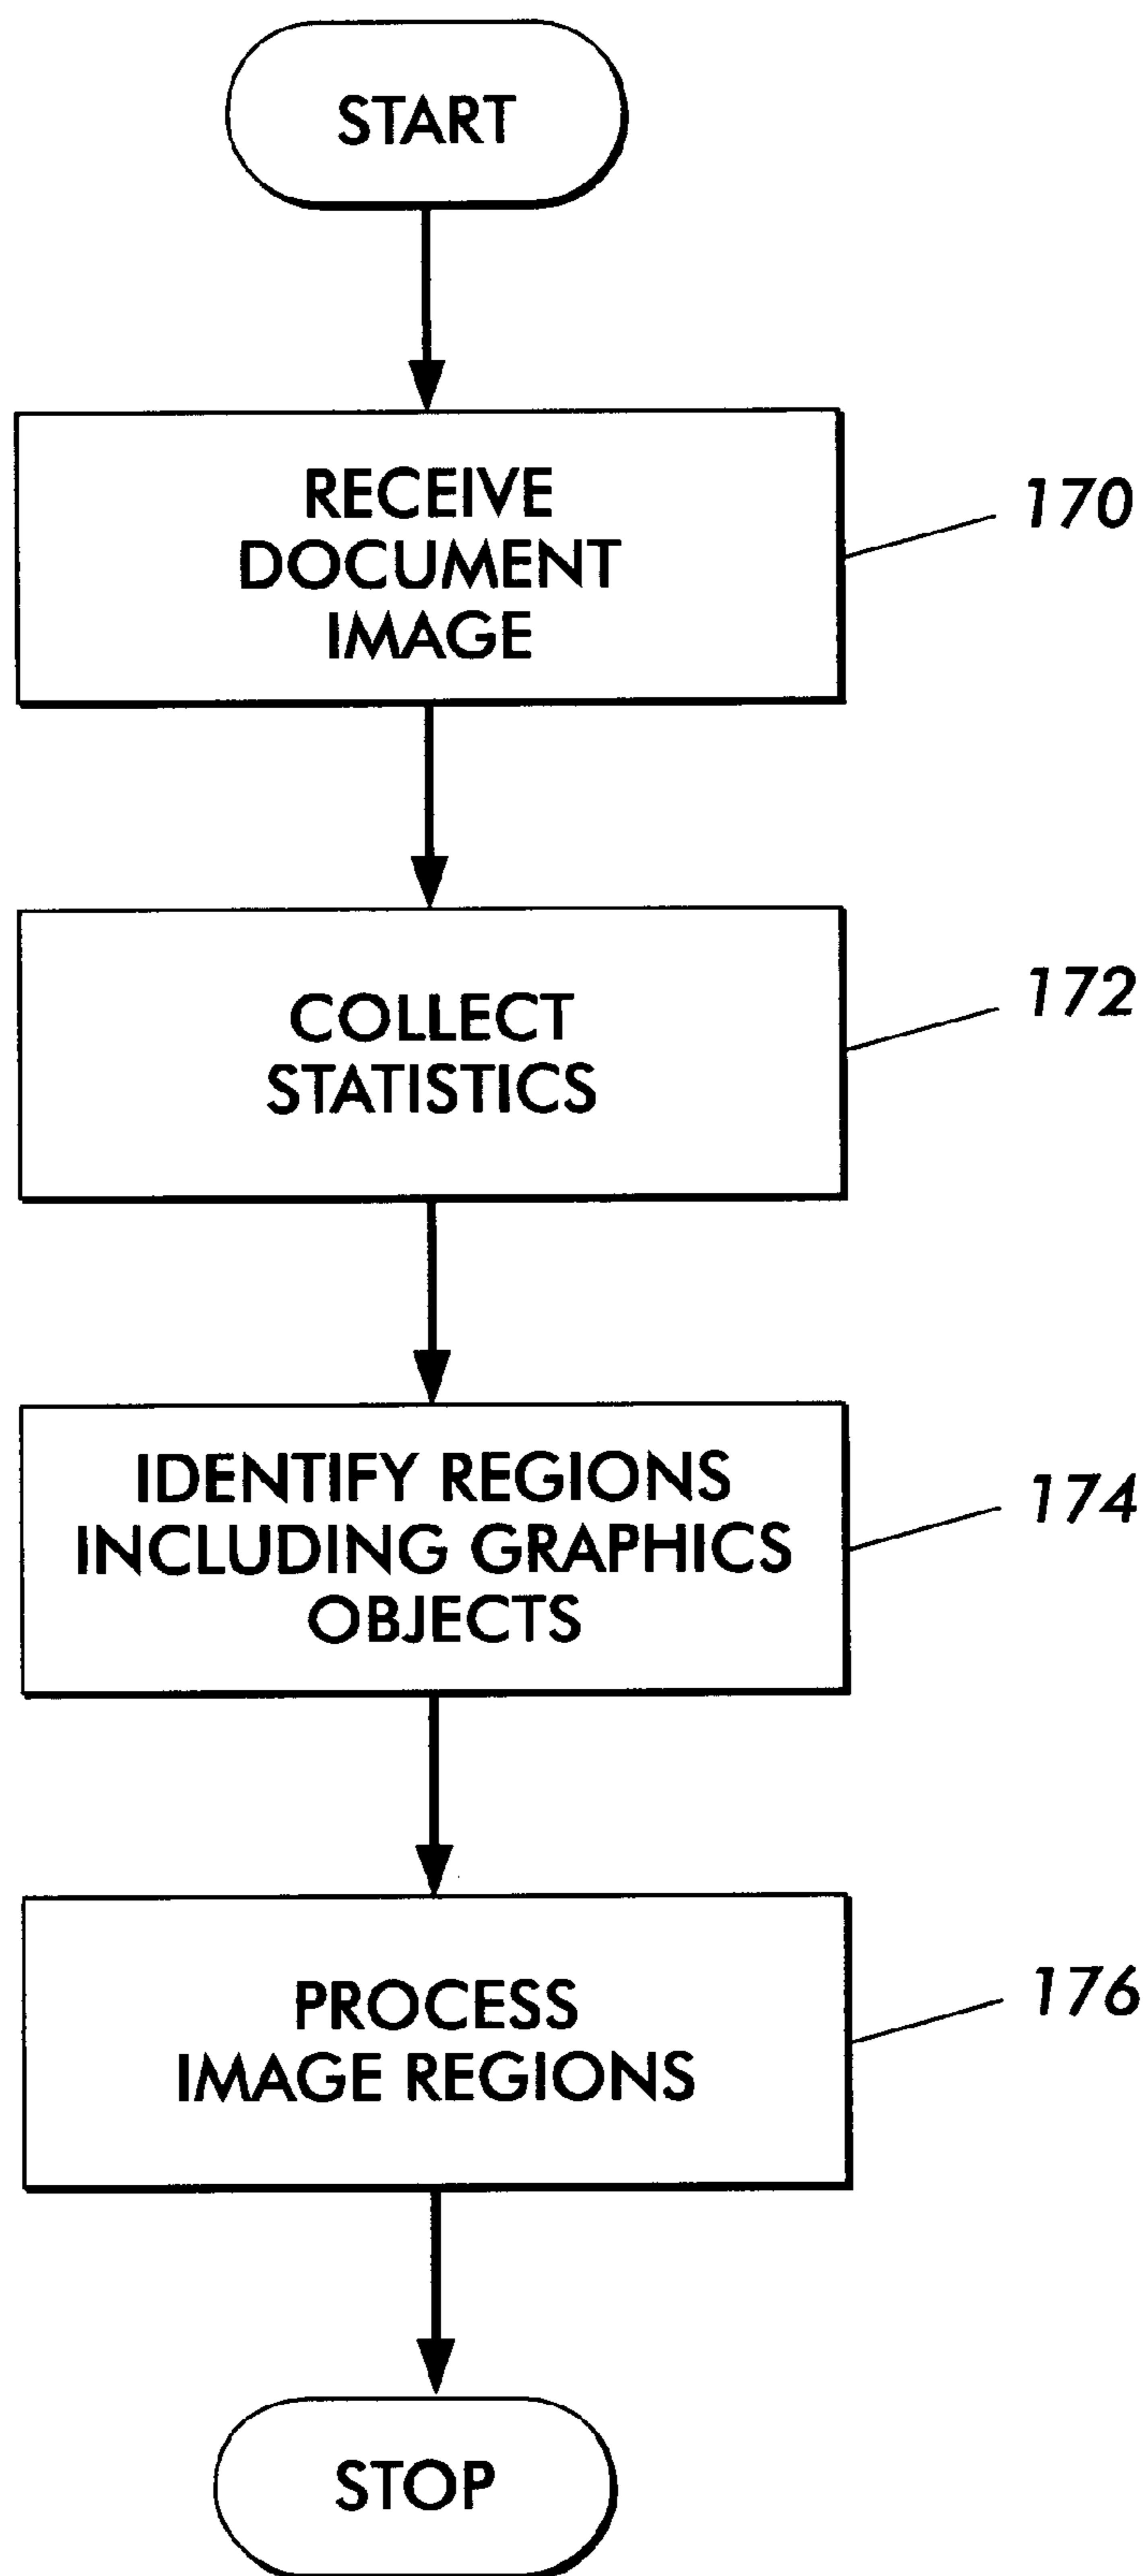 START
RECEIVE
DOCUMENT
IMAGE
170
COLLECT
STATISTICS
172
IDENTIFY REGIONS
INCLUDING GRAPHICS
OBJECTS
174
PROCESS
IMAGE REGIONS
176
STOP